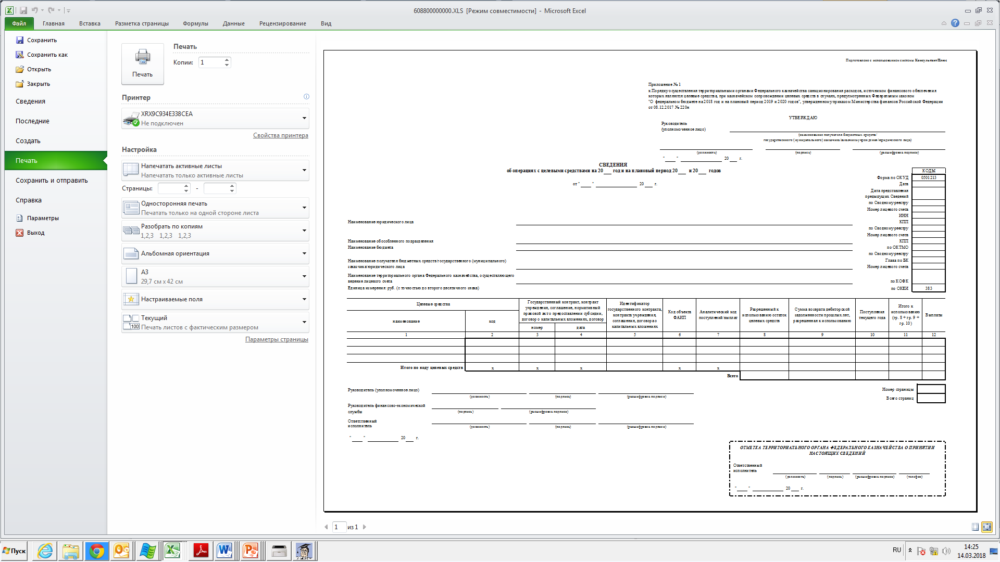 608800000000.XLS [Режим совместимости] - Microsoft Excel
Файл Главная Вставка Разметка страницы Формулы Данные Рецензирование Вид
Сохранить
Сохранить как
Открыть
Закрыть
Сведения
Последние
Создать
Печать
Сохранить и отправить
Справка
Параметры
Выход
Печать
Печать
Копии: 1
Принтер
XRX9C934E338CEA
Не подключен
Свойства принтера
Настройка
Напечатать активные листы
Напечатать только активные листы
Страницы: -
Односторонняя печать
Печатать только на одной стороне листа
Разобрать по копиям
1,2,3 1,2,3 1,2,3
Альбомная ориентация
A3
29,7 см x 42 см
Настраиваемые поля
Текущий
100 Печать листов с фактическим размером
Параметры страницы
Подготовлено с использованием системы КонсультантПлюс
Приложение № 1
к Порядку осуществления территориальными органами Федерального казначейства санкционирования расходов, источником финансового обеспечения
которых являются целевые средства, при казначейском сопровождении целевых средств в случаях, предусмотренных Федеральным законом
"О федеральном бюджете на 2018 год и на плановый период 2019 и 2020 годов", утвержденному приказом Министерства финансов Российской Федерации
от 08.12.2017 № 220н
УТВЕРЖДАЮ
Руководитель
(уполномоченное лицо)
(наименование получателя бюджетных средств/
государственного (муниципального) заказчика/заказчика-учреждения/юридического лица)
(должность) (подпись) (расшифровка подписи)
" " 20 г.
СВЕДЕНИЯ
об операциях с целевыми средствами на 20 год и на плановый период 20 и 20 годов
от " " 20 г.
КОДЫ
Форма по ОКУД 0501213
Дата
Дата представления
предыдущих Сведений
по Сводному реестру
Номер лицевого счета
ИНН
Наименование юридического лица КПП
по Сводному реестру
Номер лицевого счета
Наименование обособленного подразделения КПП
Наименование бюджета по ОКТМО
по Сводному реестру
Наименование получателя бюджетных средств/государственного (муниципального) Глава по БК
заказчика/юридического лица Номер лицевого счета
Наименование территориального органа Федерального казначейства, осуществляющего
ведение лицевого счета по КОФК
Единица измерения: руб. (с точностью до второго десятичного знака) по ОКЕИ 383
Целевые средства
наименование
код
Государственный контракт, контракт
учреждения, соглашение, нормативный
правовой акт о предоставлении субсидии,
договор о капитальных вложениях, договор
номер дата
Идентификатор
государственного контракта,
контракта учреждения,
соглашения, договора о
капитальных вложениях
Код объекта
ФАИП
Аналитический код
поступлений/выплат
Разрешенный к
использованию остаток
целевых средств
Сумма возврата дебиторской
задолженности прошлых лет,
разрешенная к использованию
Поступления
текущего года
Итого к
использованию
(гр. 8 + гр. 9 +
гр. 10)
Выплаты
1 2 3 4 5 6 7 8 9 10 11 12
Итого по коду целевых средств x x x x x
Всего
Руководитель (уполномоченное лицо) Номер страницы
(должность) (подпись) (расшифровка подписи) Всего страниц
Руководитель финансово-экономической
службы
(подпись) (расшифровка подписи)
Ответственный
исполнитель
(должность) (подпись) (расшифровка подписи)
" " 20 г.
ОТМЕТКА ТЕРРИТОРИАЛЬНОГО ОРГАНА ФЕДЕРАЛЬНОГО КАЗНАЧЕЙСТВА О ПРИНЯТИИ
НАСТОЯЩИХ СВЕДЕНИЙ
Ответственный
исполнитель
(должность) (подпись) (расшифровка подписи) (телефон)
" " 20 г.
1 из 1
Пуск RU 14:25
14.03.2018